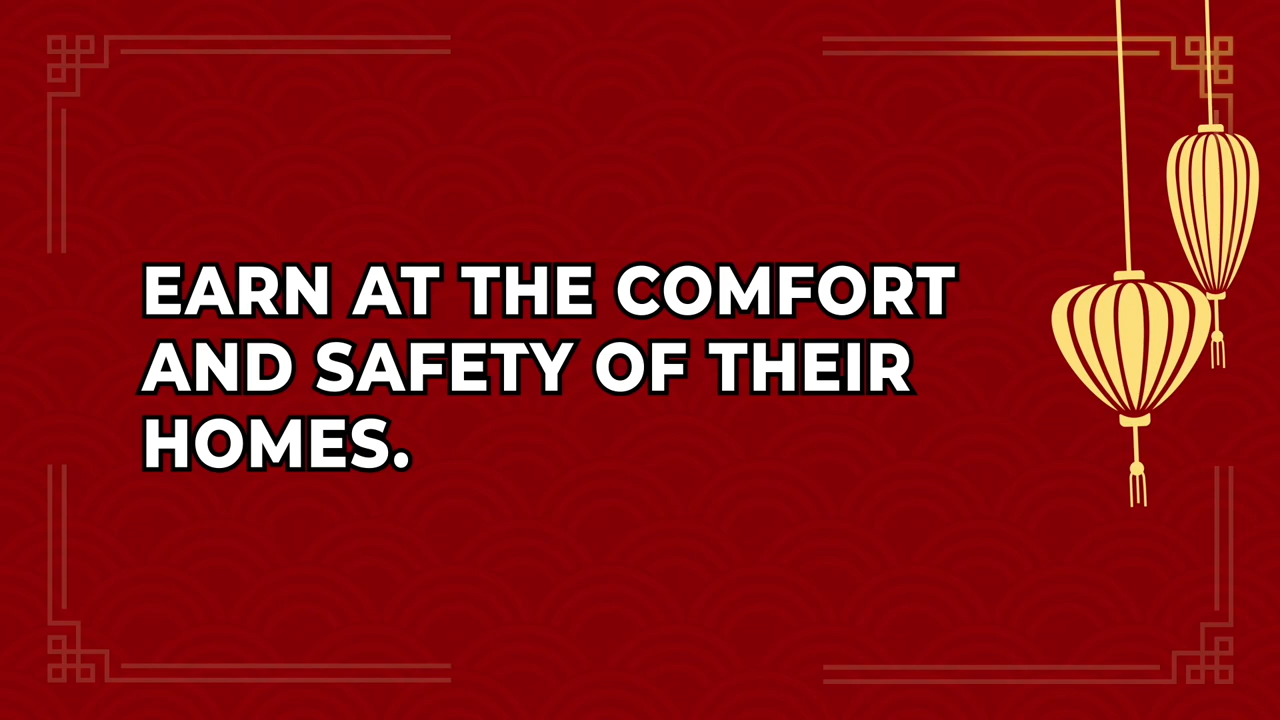 EARN AT THE COMFORT
AND SAFETY OF THEIR
HOMES.